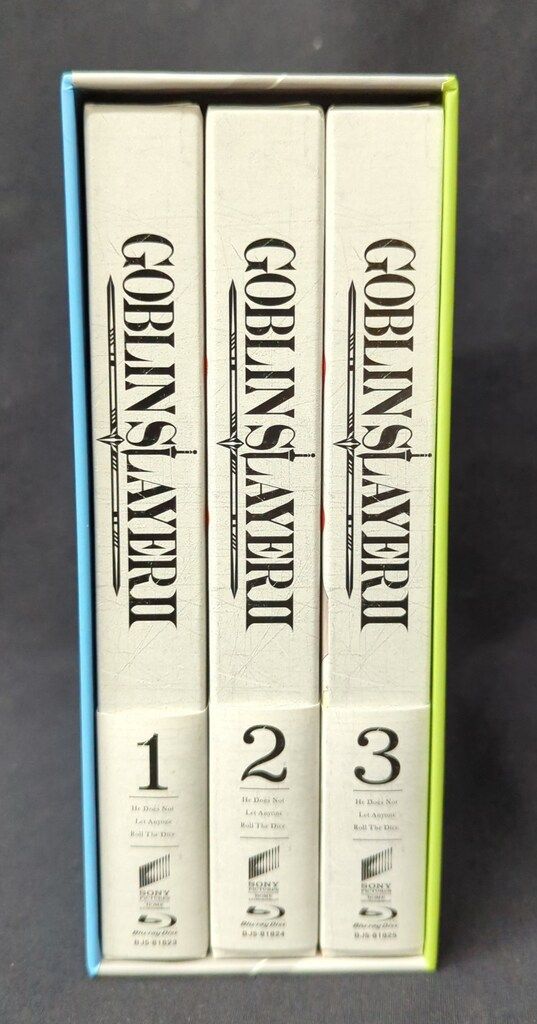 GOBLIN SLAYER II
1
He Does Not
Let Anyone
Roll The Dice.
SONY
PICTURES
HOME
Blu-ray Disc
BJS-81823
GOBLIN SLAYER II
2
He Does Not
Let Anyone
Roll The Dice.
SONY
PICTURES
HOME
Blu-ray Disc
BJS-81824
GOBLIN SLAYER II
3
He Does Not
Let Anyone
Roll The Dice.
SONY
PICTURES
HOME
Blu-ray Disc
BJS-81825